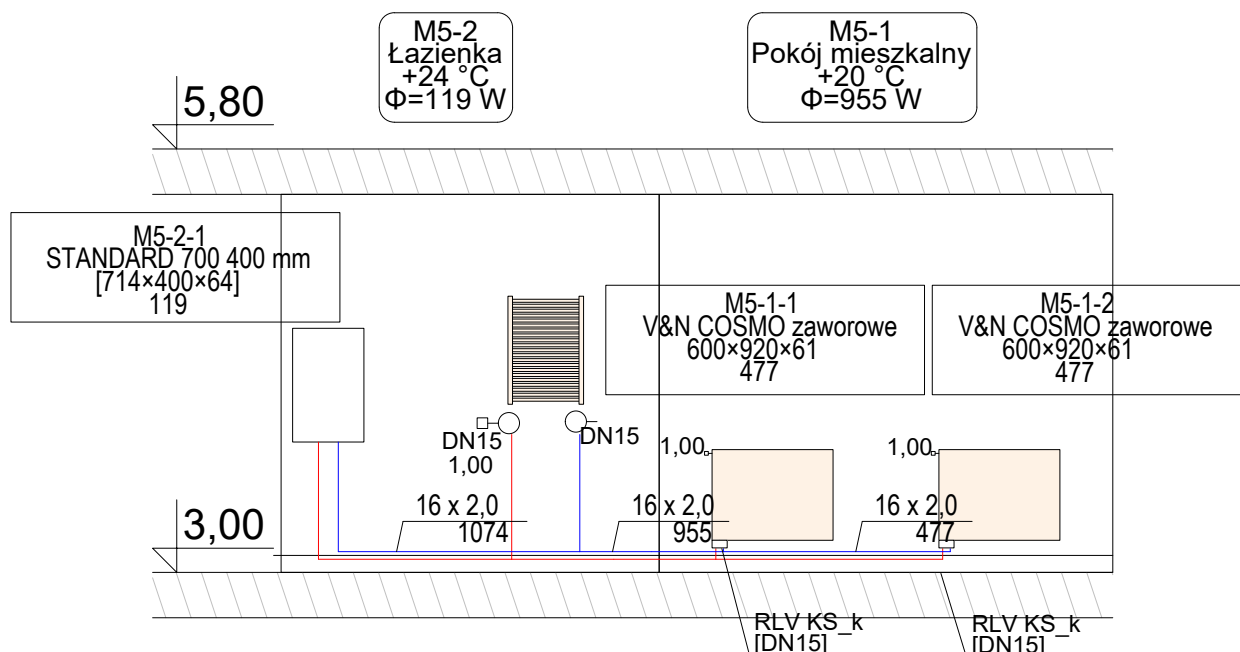 M5-2
Łazienka
+24 °C
Φ=119 W
M5-1
Pokój mieszkalny
+20 °C
Φ=955 W
5,80
M5-2-1
STANDARD 700 400 mm
[714×400×64]
119
M5-1-1
V&N COSMO zaworowe
600×920×61
477
M5-1-2
V&N COSMO zaworowe
600×920×61
477
DN15
1,00
DN15
1,00
1,00
3,00
16 x 2,0
1074
16 x 2,0
955
16 x 2,0
477
RLV KS_k
[DN15]
RLV KS_k
[DN15]